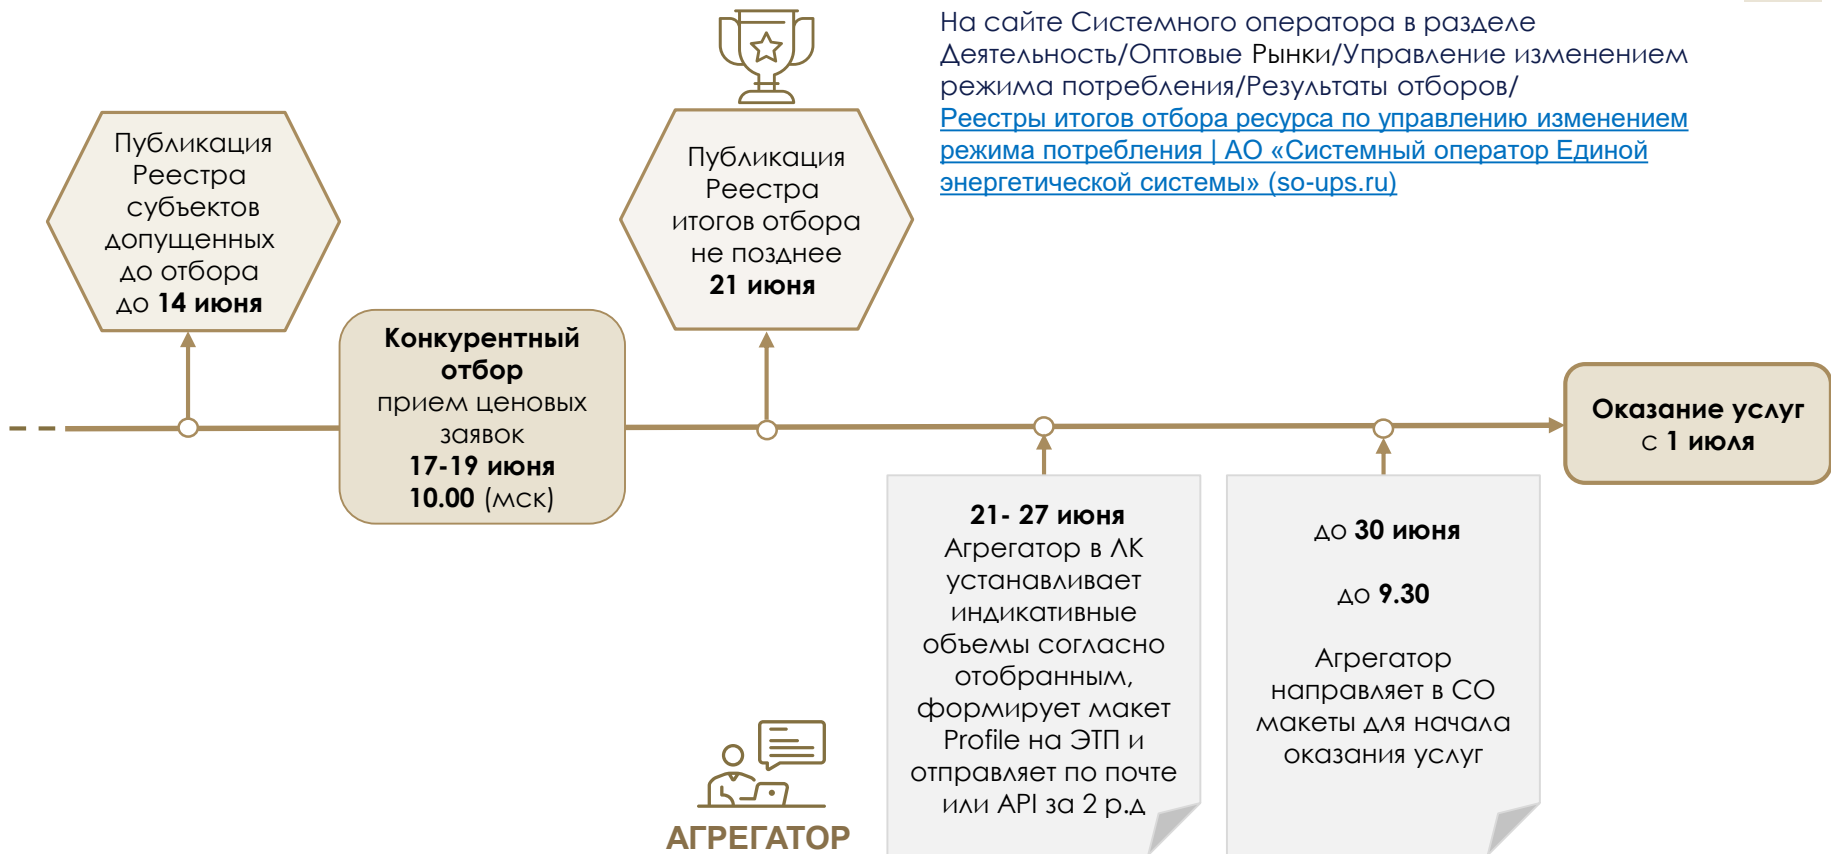 На сайте Системного оператора в разделе
Деятельность/Оптовые Рынки/Управление изменением
режима потребления/Результаты отборов/
Реестры итогов отбора ресурса по управлению изменением
режима потребления | АО «Системный оператор Единой
энергетической системы» (so-ups.ru)
Публикация
Реестра
субъектов
допущенных
до отбора
до 14 июня
Конкурентный
отбор
прием ценовых
заявок
17-19 июня
10.00 (мск)
Публикация
Реестра
итогов отбора
не позднее
21 июня
21- 27 июня
Агрегатор в ЛК
устанавливает
индикативные
объемы согласно
отобранным,
формирует макет
Profile на ЭТП и
отправляет по почте
или API за 2 р.д
до 30 июня
до 9.30
Агрегатор
направляет в СО
макеты для начала
оказания услуг
Оказание услуг
с 1 июля
АГРЕГАТОР